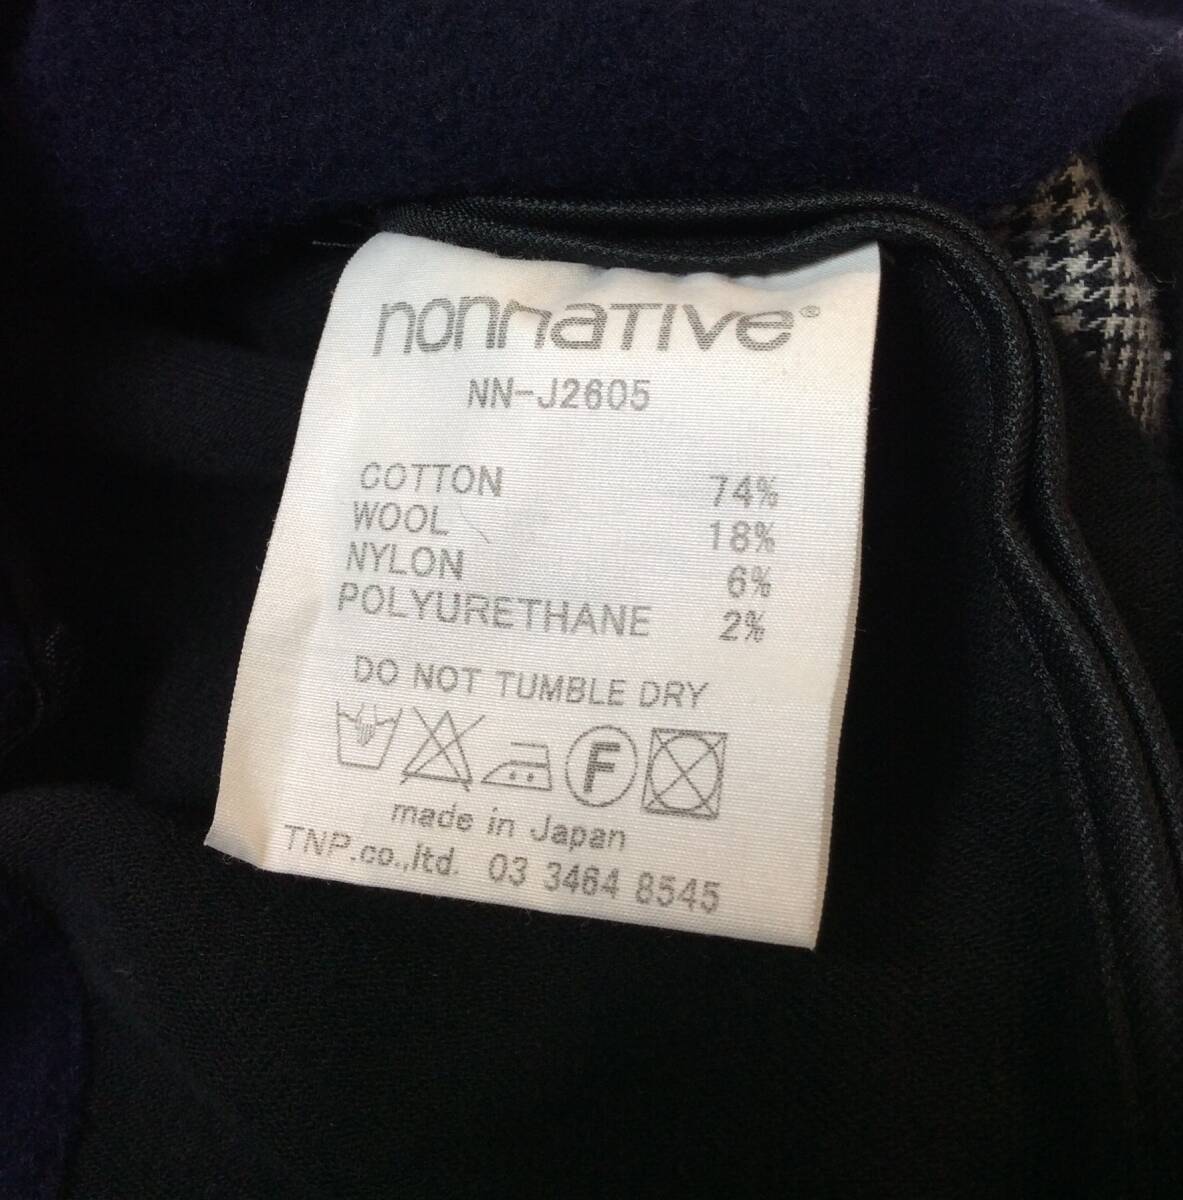 nonnative®
NN-J2605
COTTON 74%
WOOL 18%
NYLON 6%
POLYURETHANE 2%
DO NOT TUMBLE DRY
F
made in Japan
TNP.co.,ltd. 03 3464 8545